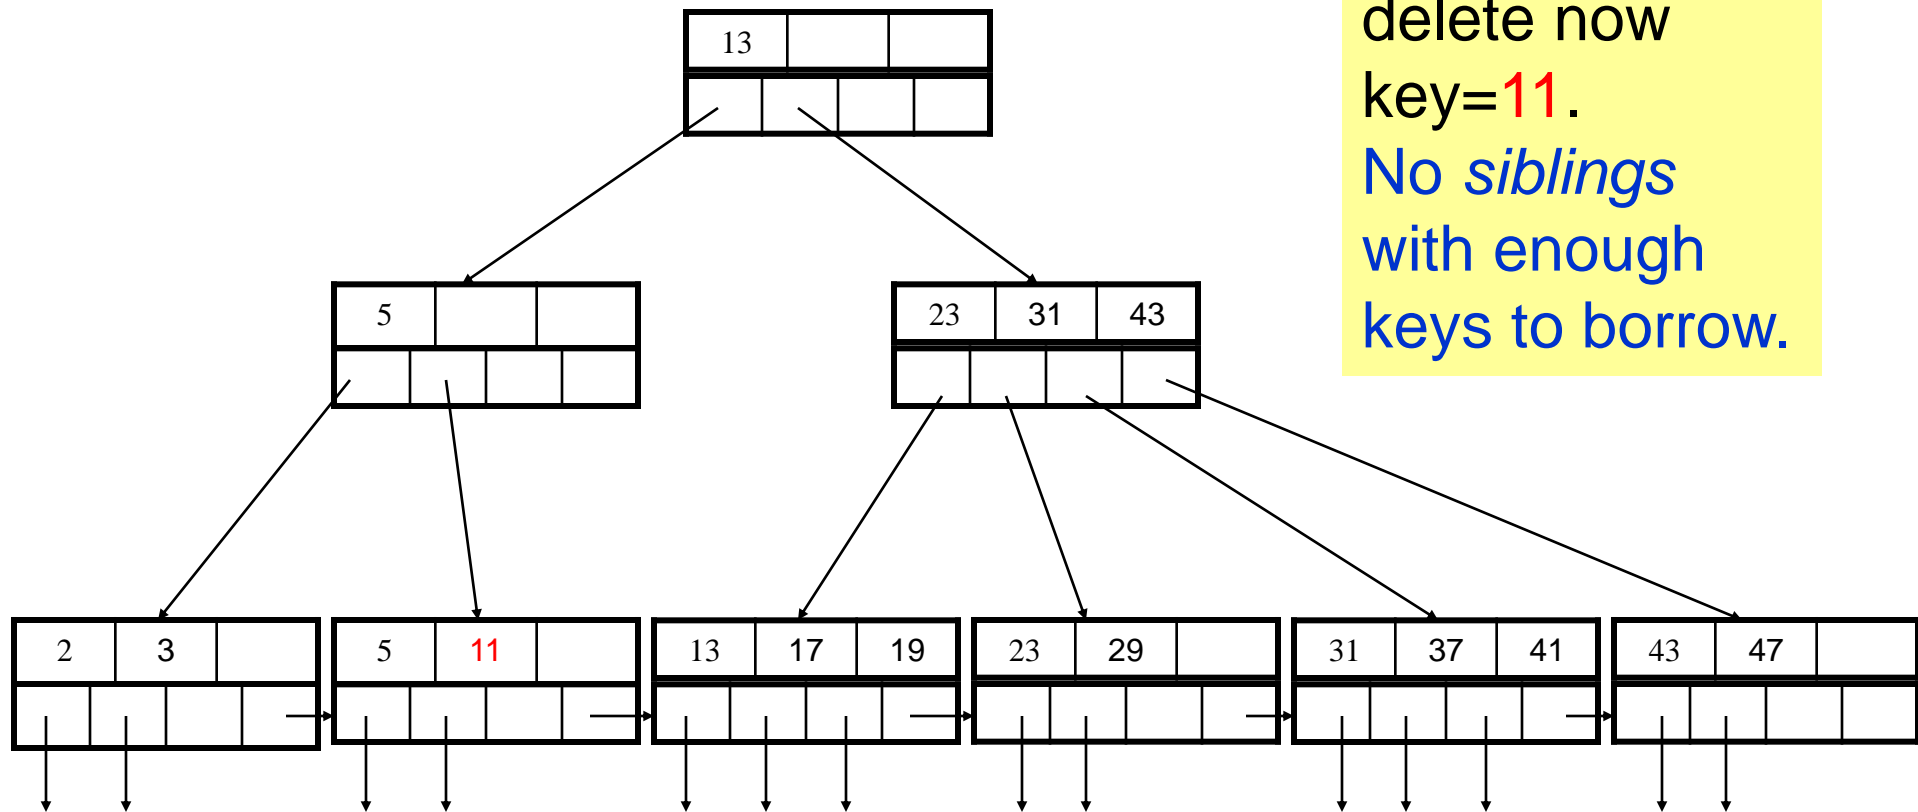 delete now
key=11.
No siblings
with enough
keys to borrow.
13
5
23 31 43
2 3
5 11
13 17 19
23 29
31 37 41
43 47